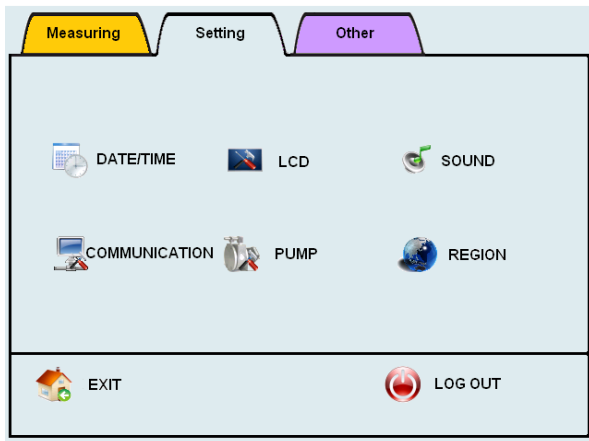 Measuring Setting Other
DATE/TIME LCD SOUND
COMMUNICATION PUMP REGION
EXIT LOG OUT